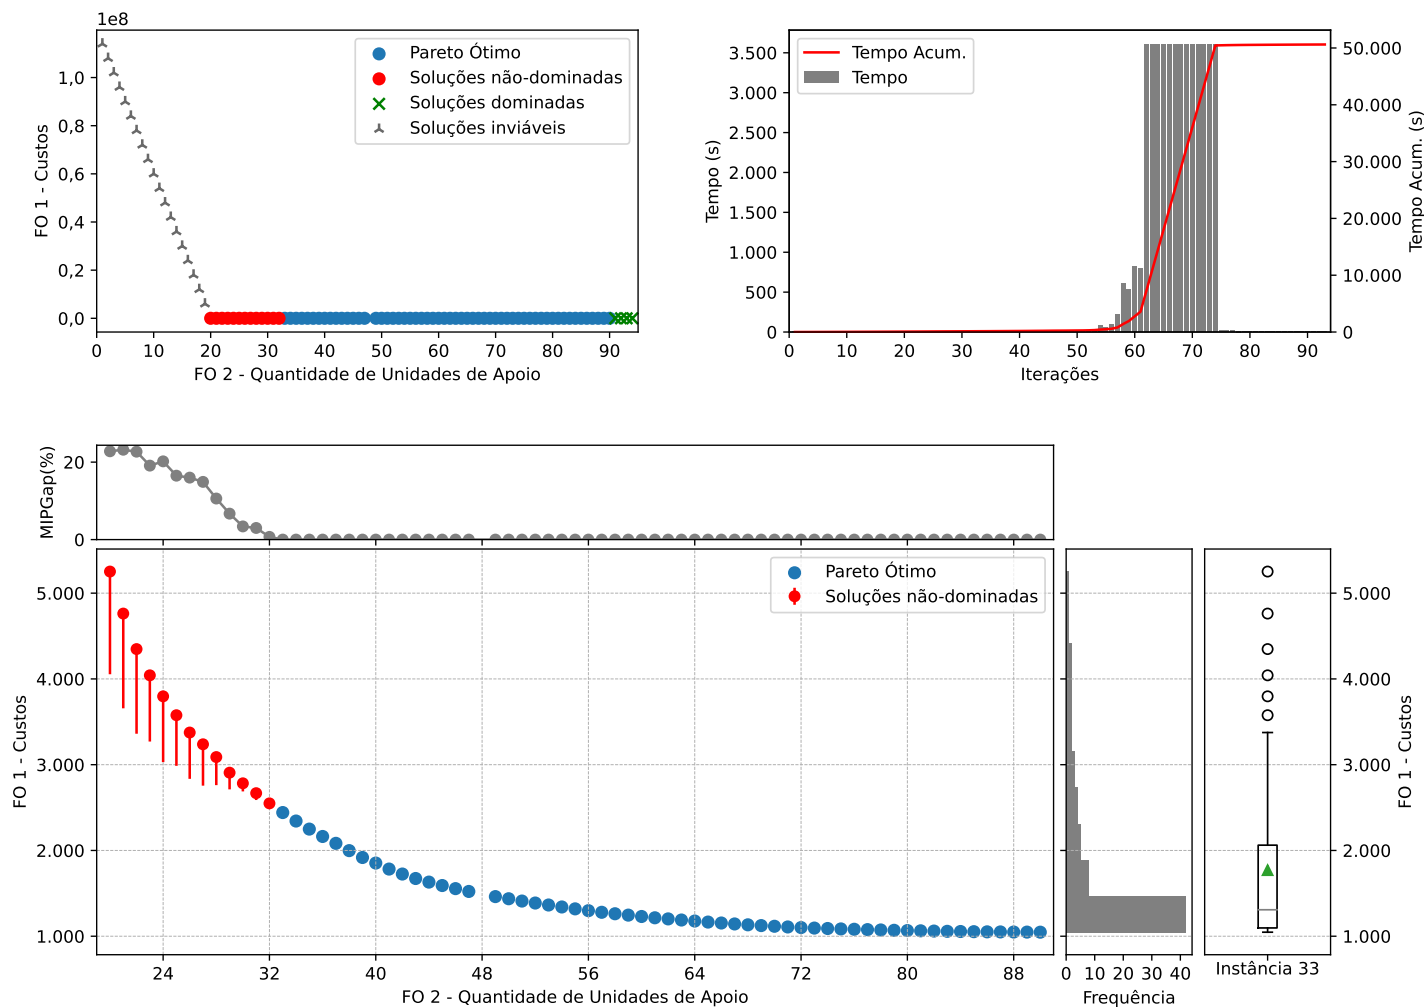 1e8
1,0
0,8
0,6
0,4
0,2
0,0
FO 1 - Custos
0 10 20 30 40 50 60 70 80 90
FO 2 - Quantidade de Unidades de Apoio
Pareto Ótimo
Soluções não-dominadas
Soluções dominadas
Soluções inviáveis
3.500
3.000
2.500
2.000
1.500
1.000
500
0
Tempo (s)
Tempo Acum.
Tempo
50.000
40.000
30.000
20.000
10.000
0
Tempo Acum. (s)
0 10 20 30 40 50 60 70 80 90
Iterações
20
0
MIPGap(%)
5.000
4.000
3.000
2.000
1.000
FO 1 - Custos
Pareto Ótimo
Soluções não-dominadas
24 32 40 48 56 64 72 80 88
FO 2 - Quantidade de Unidades de Apoio
0 10 20 30 40
Frequência
Instância 33
5.000
4.000
3.000
2.000
1.000
FO 1 - Custos